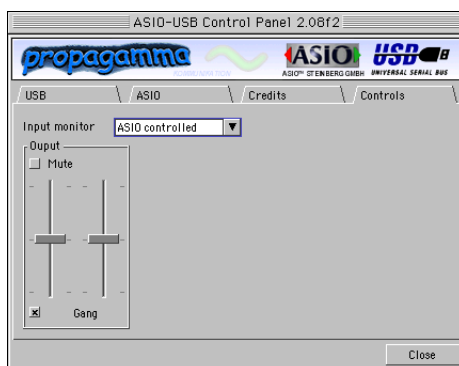 ASIO-USB Control Panel 2.08f2
propagamma
KOMMUNIKATION
ASIO
ASIO™ STEINBERG GMBH
USB
UNIVERSAL SERIAL BUS
USB
ASIO
Credits
Controls
Input monitor
ASIO controlled
Ouput
Mute
Gang
Close